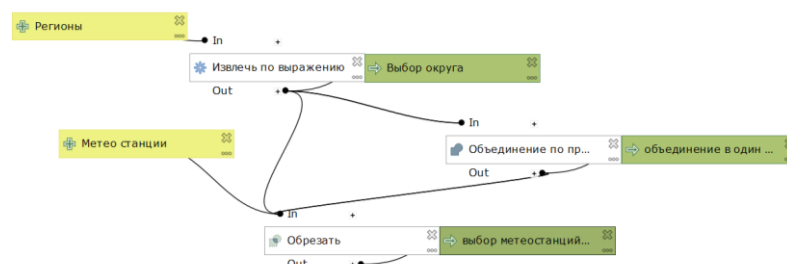 Регионы
In
Извлечь по выражению
Выбор округа
Out
In
Метео станции
Объединение по пр...
объединение в один ...
Out
In
Обрезать
выбор метеостанций...
Out